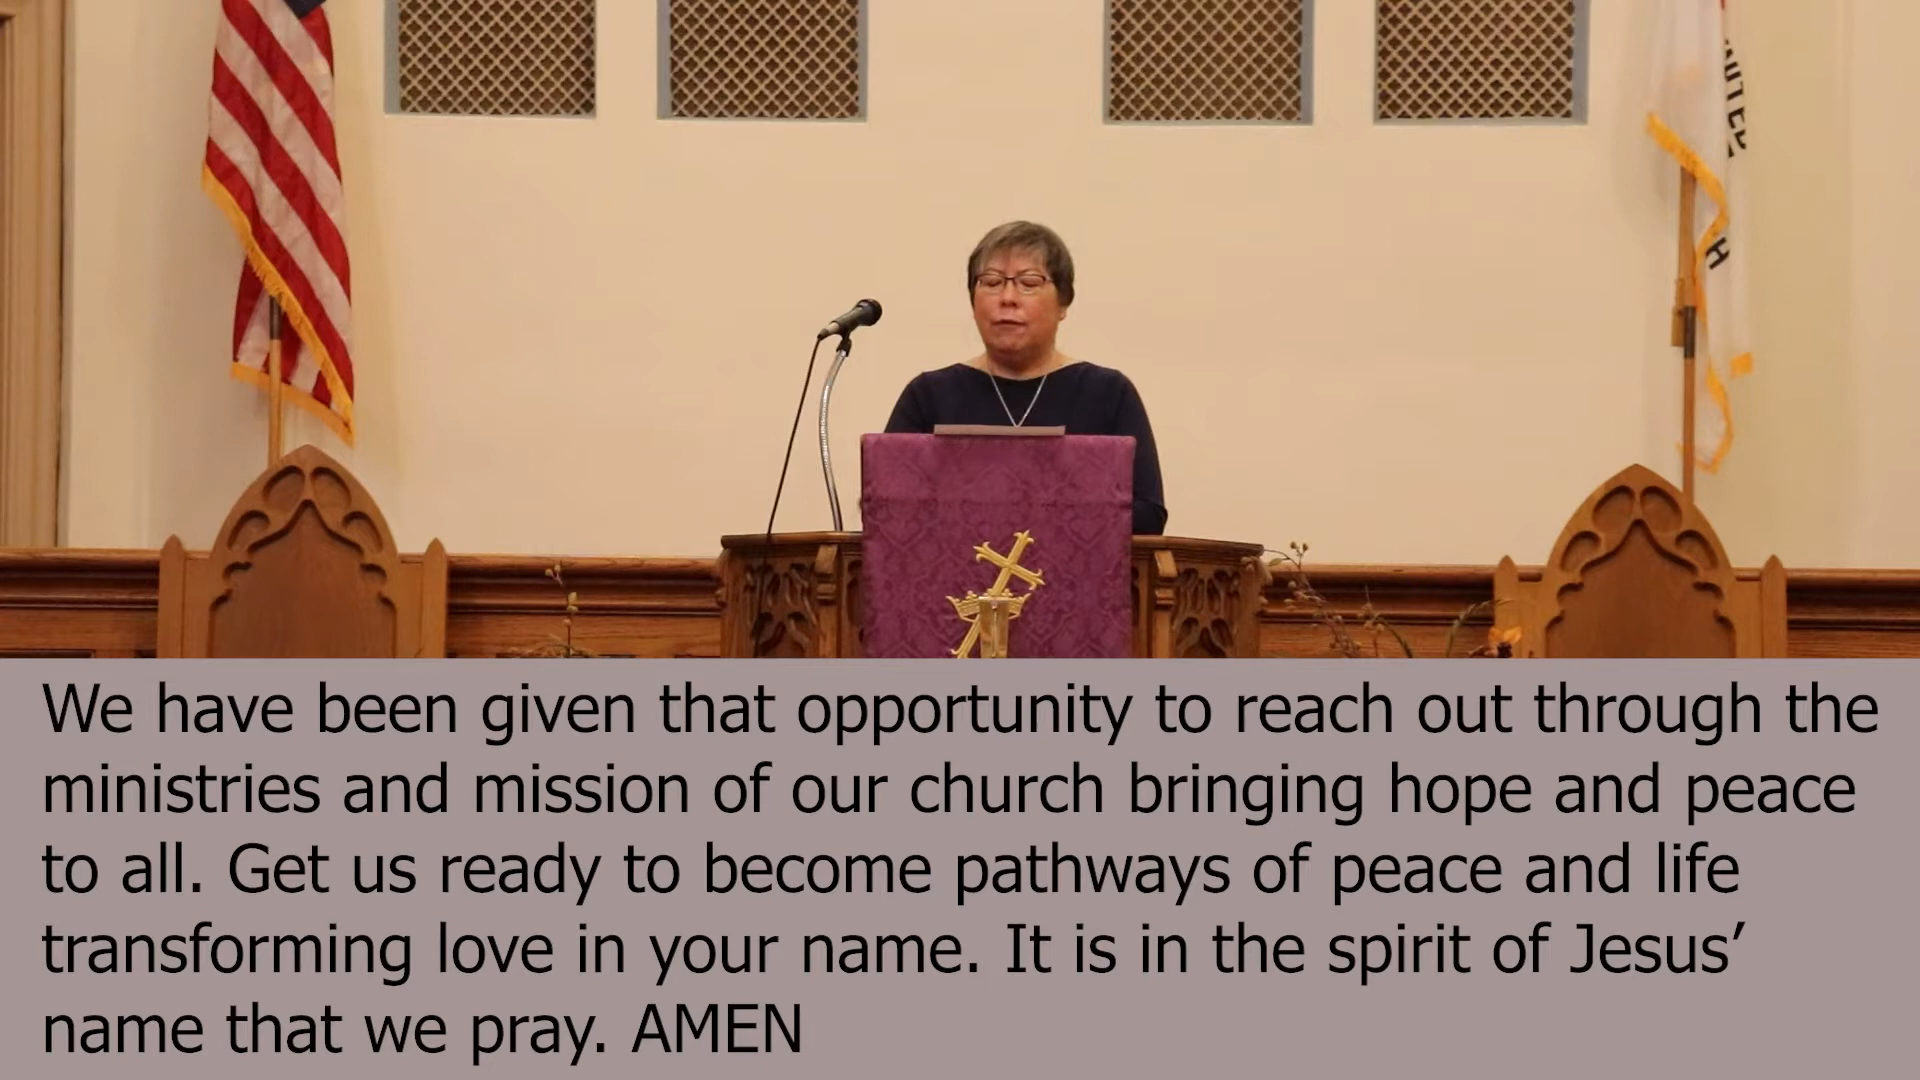 We have been given that opportunity to reach out through the
ministries and mission of our church bringing hope and peace
to all. Get us ready to become pathways of peace and life
transforming love in your name. It is in the spirit of Jesus’
name that we pray. AMEN